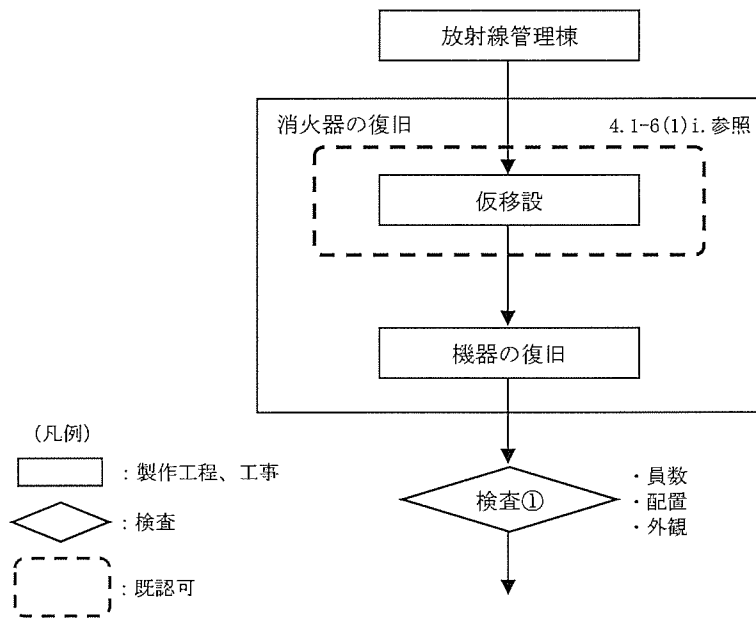 放射線管理棟
消火器の復旧
4.1-6(1)i.参照
仮移設
機器の復旧
検査①
・員数
・配置
・外観
(凡例)
：製作工程、工事
：検査
：既認可